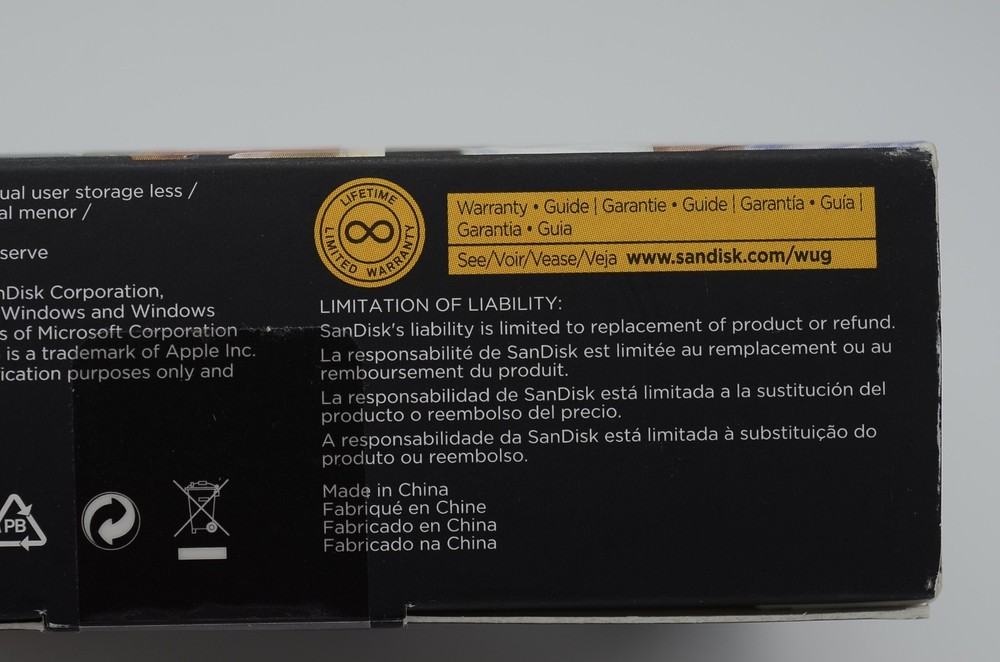 ual user storage less /
al menor /
serve
nDisk Corporation,
Windows and Windows
s of Microsoft Corporation
is a trademark of Apple Inc.
ication purposes only and
PB
LIFETIME
LIMITED WARRANTY
Warranty • Guide | Garantie • Guide | Garantía • Guía |
Garantia • Guia
See/Voir/Vease/Veja www.sandisk.com/wug
LIMITATION OF LIABILITY:
SanDisk's liability is limited to replacement of product or refund.
La responsabilité de SanDisk est limitée au remplacement ou au
remboursement du produit.
La responsabilidad de SanDisk está limitada a la sustitución del
producto o reembolso del precio.
A responsabilidade da SanDisk está limitada à substituição do
produto ou reembolso.
Made in China
Fabriqué en Chine
Fabricado en China
Fabricado na China